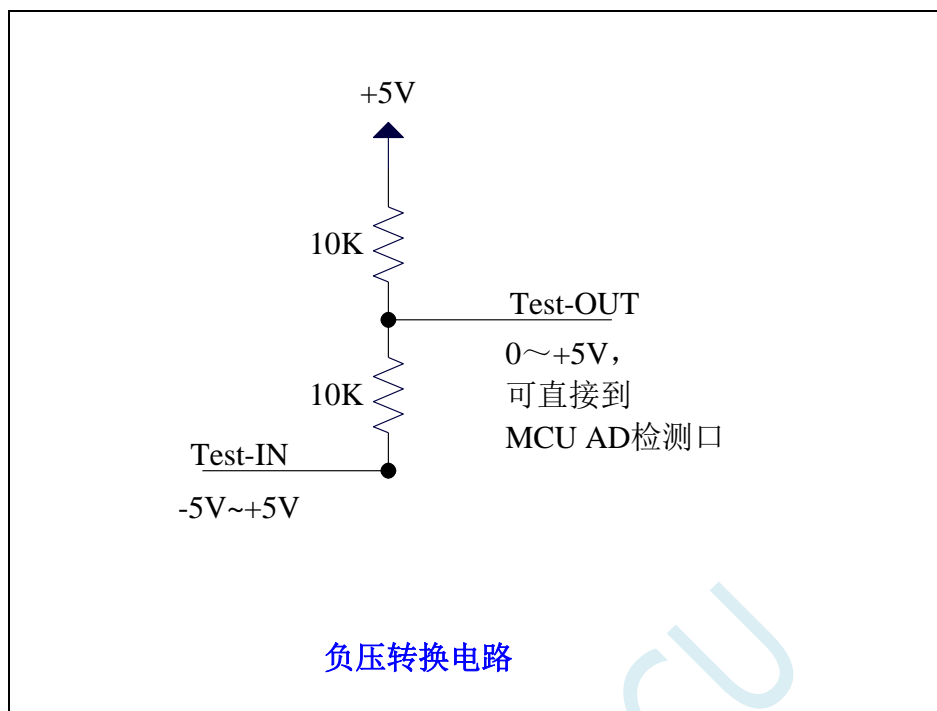 +5V
10K
Test-OUT
0～+5V，
可直接到
MCU AD检测口
10K
Test-IN
-5V~+5V
负压转换电路
CU